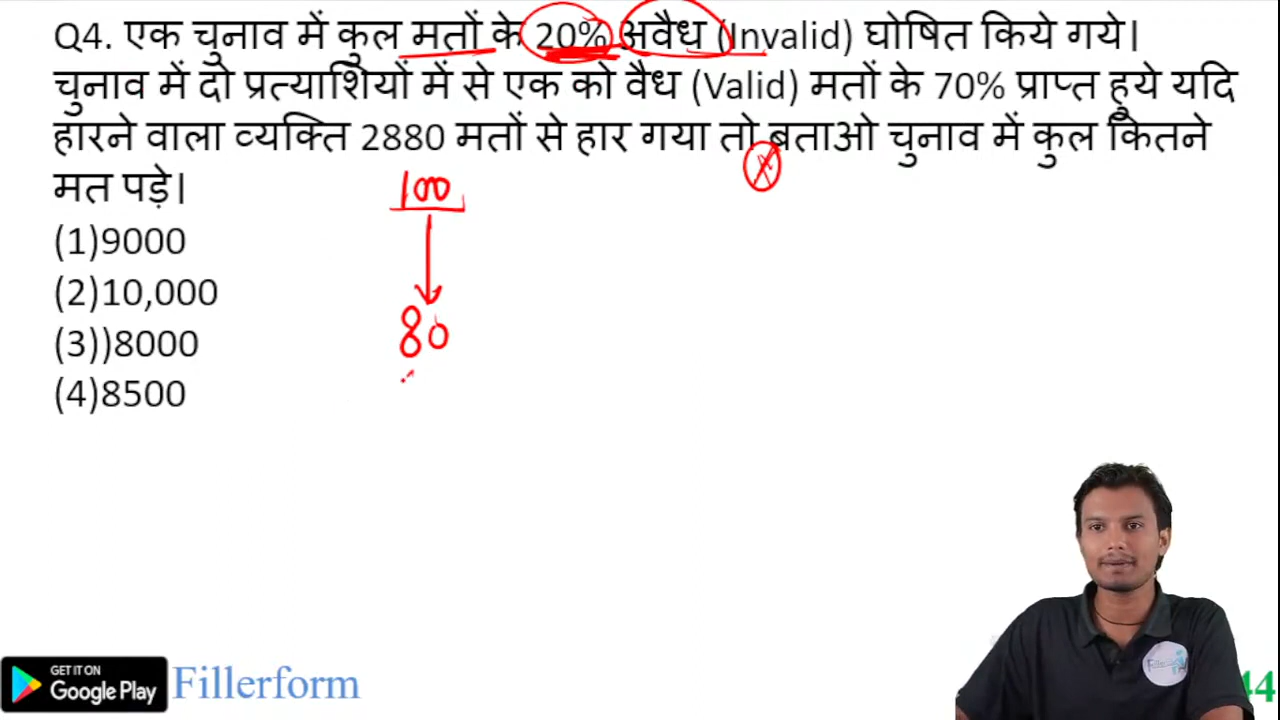 Q4. एक चुनाव में कुल मतों के 20% अवैध (Invalid) घोषित किये गये।
चुनाव में दो प्रत्याशियों में से एक को वैध (Valid) मतों के 70% प्राप्त हुये यदि
हारने वाला व्यक्ति 2880 मतों से हार गया तो बताओ चुनाव में कुल कितने
मत पड़े।
100
(1)9000
(2)10,000
80
(3))8000
(4)8500
GET IT ON
Google Play
Fillerform
44